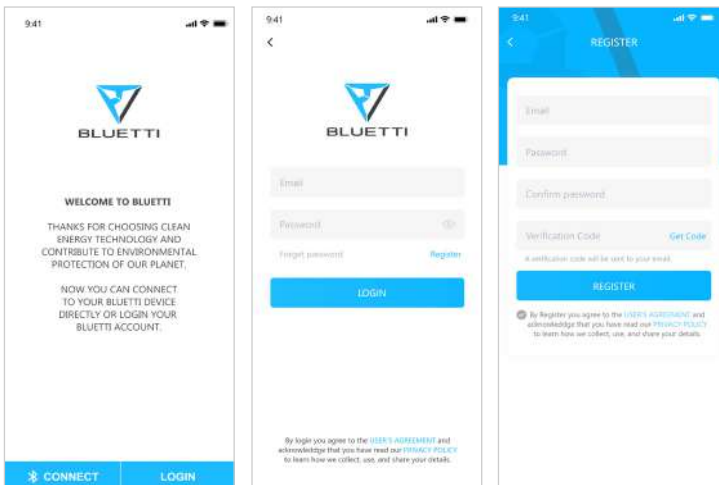 9:41
BLUETTI
WELCOME TO BLUETTI
THANKS FOR CHOOSING CLEAN
ENERGY TECHNOLOGY AND
CONTRIBUTE TO ENVIRONMENTAL
PROTECTION OF OUR PLANET.
NOW YOU CAN CONNECT
TO YOUR BLUETTI DEVICE
DIRECTLY OR LOGIN YOUR
BLUETTI ACCOUNT.
CONNECT LOGIN
9:41
BLUETTI
Email
Password
Forget password Register
LOGIN
By login you agree to the USER'S AGREEMENT and
acknowledge that you have read our PRIVACY POLICY
to learn how we collect, use, and share your details.
9:41
REGISTER
Email
Password
Confirm password
Verification Code Get Code
A verification code will be sent to your email
REGISTER
By Register you agree to the USER'S AGREEMENT and
acknowledge that you have read our PRIVACY POLICY
to learn how we collect, use, and share your details.